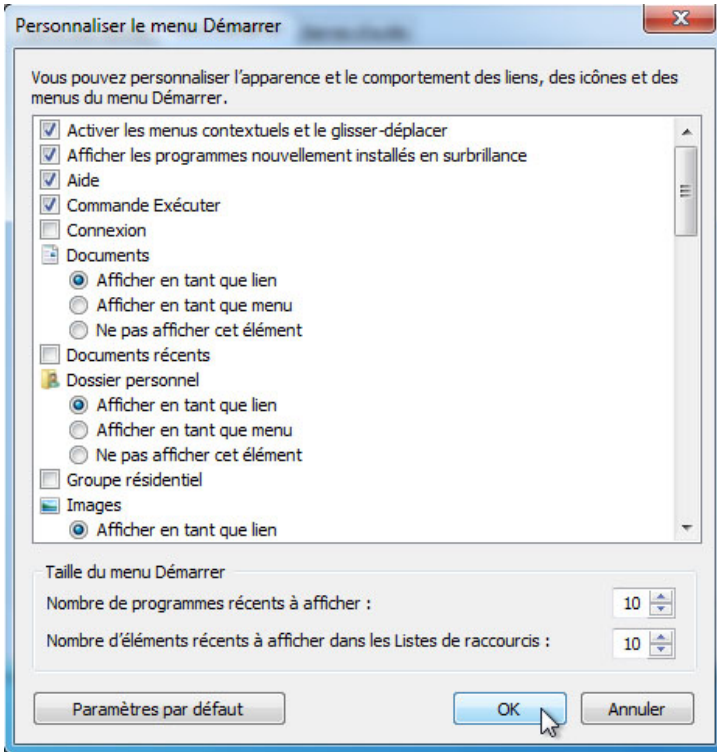 Personnaliser le menu Démarrer
Vous pouvez personnaliser l'apparence et le comportement des liens, des icônes et des
menus du menu Démarrer.
Activer les menus contextuels et le glisser-déplacer
Afficher les programmes nouvellement installés en surbrillance
Aide
Commande Exécuter
Connexion
Documents
Afficher en tant que lien
Afficher en tant que menu
Ne pas afficher cet élément
Documents récents
Dossier personnel
Afficher en tant que lien
Afficher en tant que menu
Ne pas afficher cet élément
Groupe résidentiel
Images
Afficher en tant que lien
Taille du menu Démarrer
Nombre de programmes récents à afficher : 10
Nombre d'éléments récents à afficher dans les Listes de raccourcis : 10
Paramètres par défaut OK Annuler